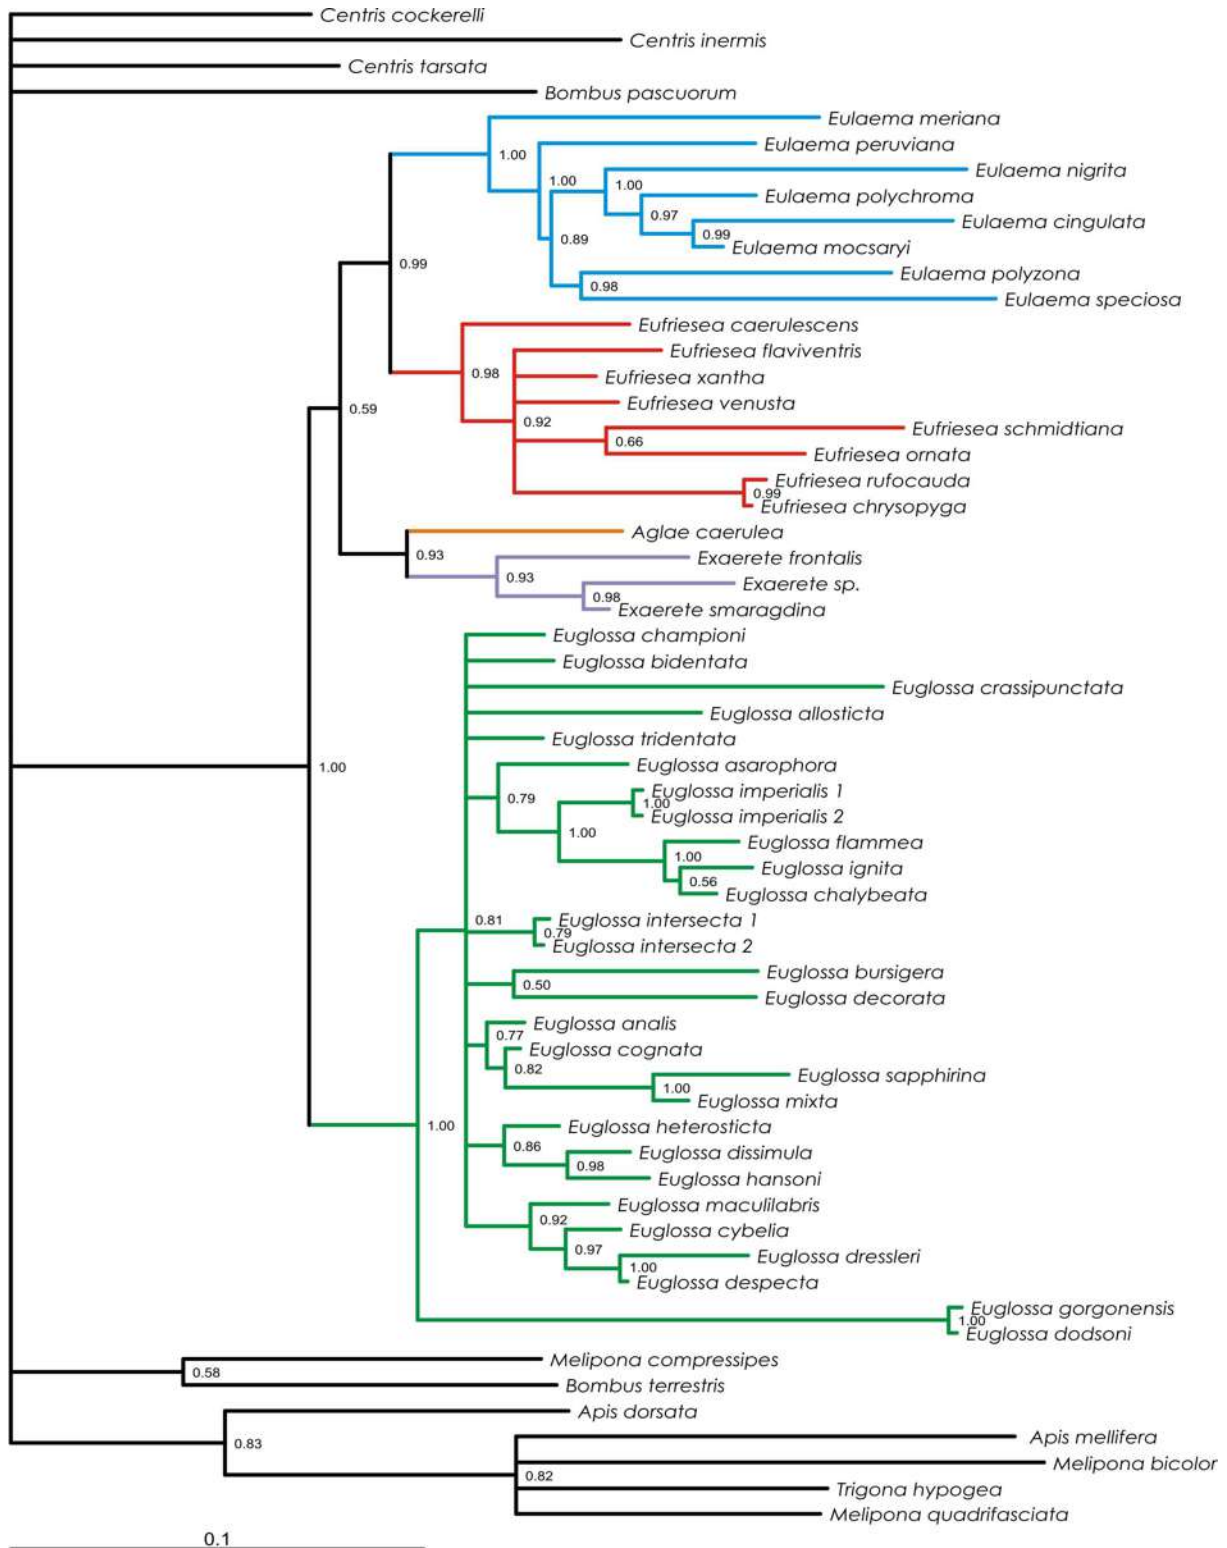 Centris cockerelli
Centris inermis
Centris tarsata
Bombus pascuorum
Eulaema meriana
Eulaema peruviana
1.00
Eulaema nigrita
1.00
1.00
Eulaema polychroma
0.97
Eulaema cingulata
0.99
0.89
Eulaema mocsaryi
0.99
Eulaema polyzona
0.98
Eulaema speciosa
Eufriesea caerulescens
Eufriesea flaviventris
0.98
Eufriesea xantha
Eufriesea venusta
0.59
0.92
Eufriesea schmidtiana
0.66
Eufriesea ornata
Eufriesea rufocauda
0.99
Eufriesea chrysopyga
Aglae caerulea
0.93
Exaerete frontalis
0.93
Exaerete sp.
0.98
Exaerete smaragdina
Euglossa championi
Euglossa bidentata
Euglossa crassipunctata
Euglossa allosticta
Euglossa tridentata
1.00
Euglossa asarophora
0.79
Euglossa imperialis 1
1.00
Euglossa imperialis 2
1.00
Euglossa flammea
1.00
Euglossa ignita
0.56
Euglossa chalybeata
0.81
Euglossa intersecta 1
0.79
Euglossa intersecta 2
Euglossa bursigera
0.50
Euglossa decorata
Euglossa analis
0.77
Euglossa cognata
0.82
Euglossa sapphirina
1.00
Euglossa mixta
1.00
Euglossa heterosticta
0.86
Euglossa dissimula
0.98
Euglossa hansoni
Euglossa maculilabris
0.92
Euglossa cybelia
0.97
Euglossa dressleri
1.00
Euglossa despecta
Euglossa gorgonensis
1.00
Euglossa dodsoni
Melipona compressipes
0.58
Bombus terrestris
Apis dorsata
0.83
Apis mellifera
Melipona bicolor
0.82
Trigona hypogea
Melipona quadrifasciata
0.1